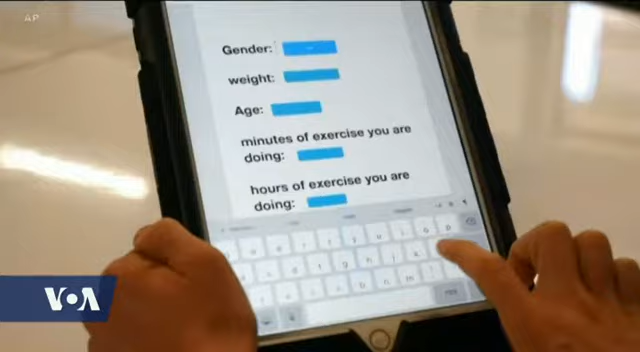 AP
Gender:
weight:
Age:
minutes of exercise you are
doing:
hours of exercise you are
doing:
VOA